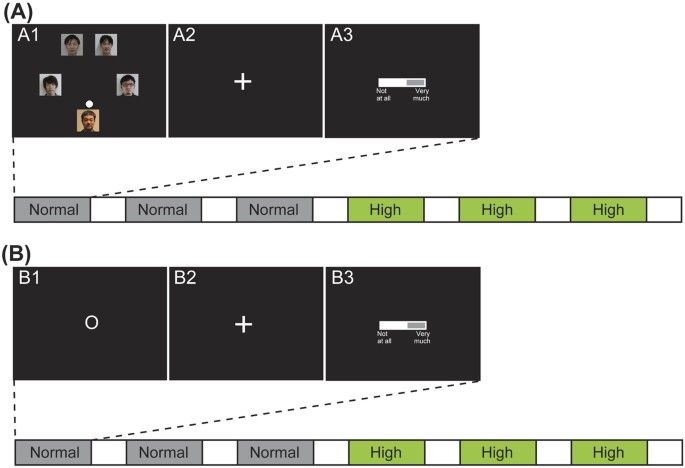 (A)
A1 A2 A3
+
Not at all Very much
Normal Normal Normal High High High
(B)
B1 B2 B3
O +
Not at all Very much
Normal Normal Normal High High High